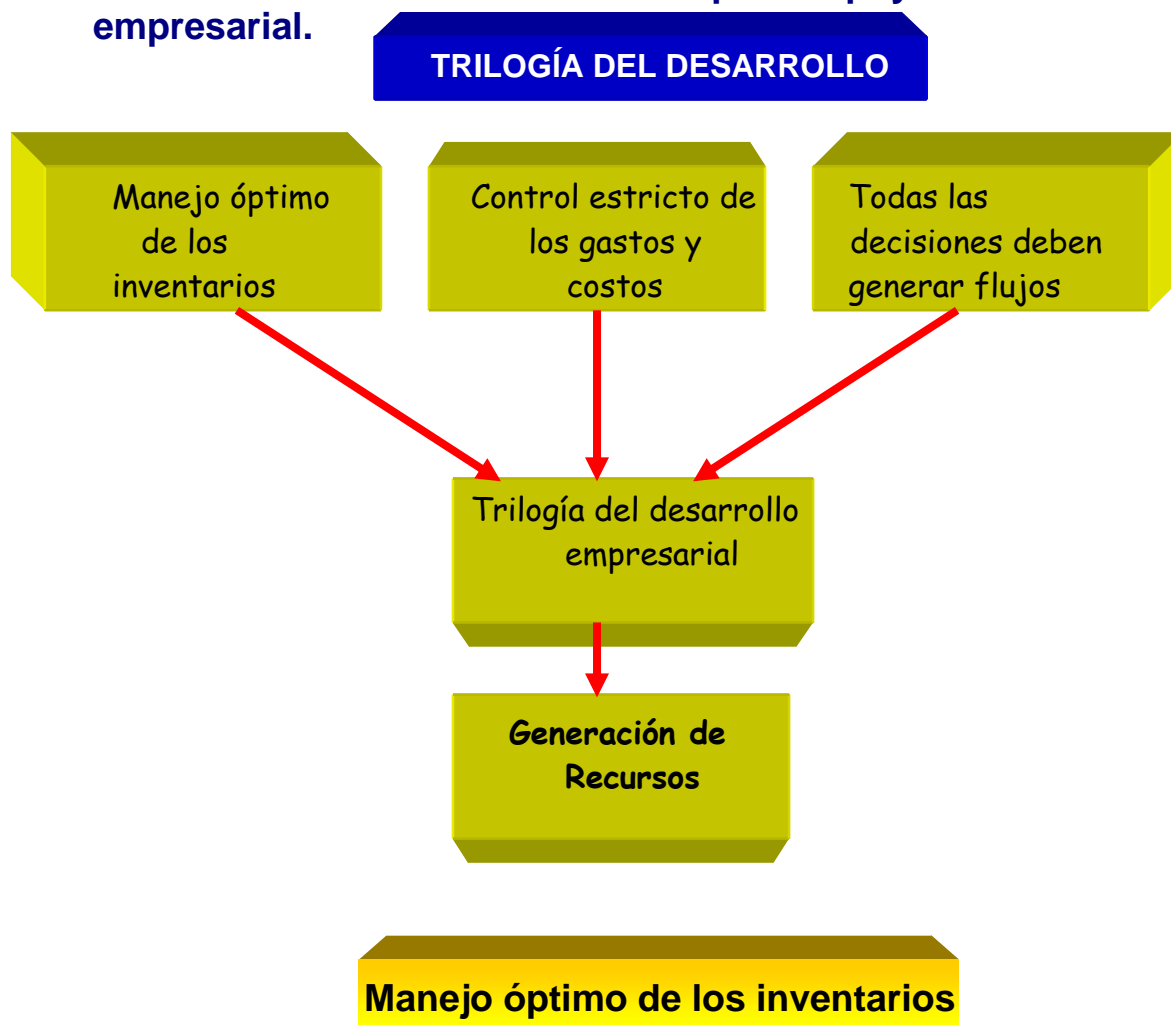 empresarial.
TRILOGÍA DEL DESARROLLO
Manejo óptimo
de los
inventarios
Control estricto de
los gastos y
costos
Todas las
decisiones deben
generar flujos
Trilogía del desarrollo
empresarial
Generación de
Recursos
Manejo óptimo de los inventarios